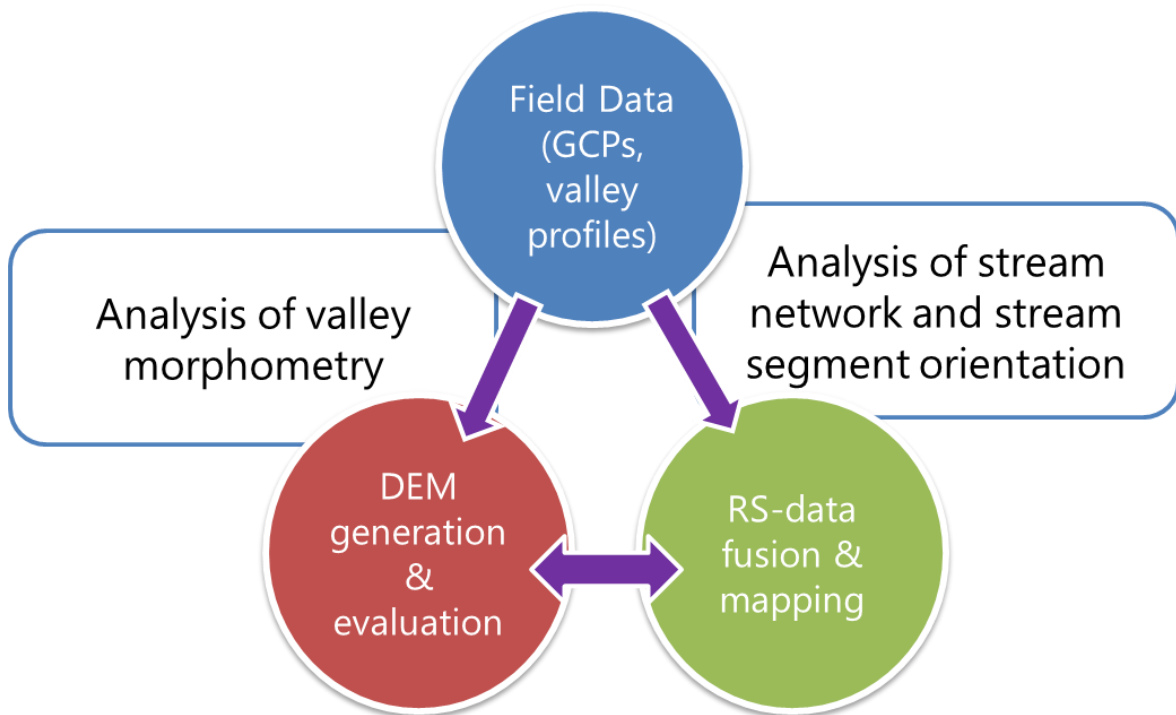 Field Data
(GCPs,
valley
profiles)
Analysis of valley
morphometry
Analysis of stream
network and stream
segment orientation
DEM
generation
&
evaluation
RS-data
fusion &
mapping